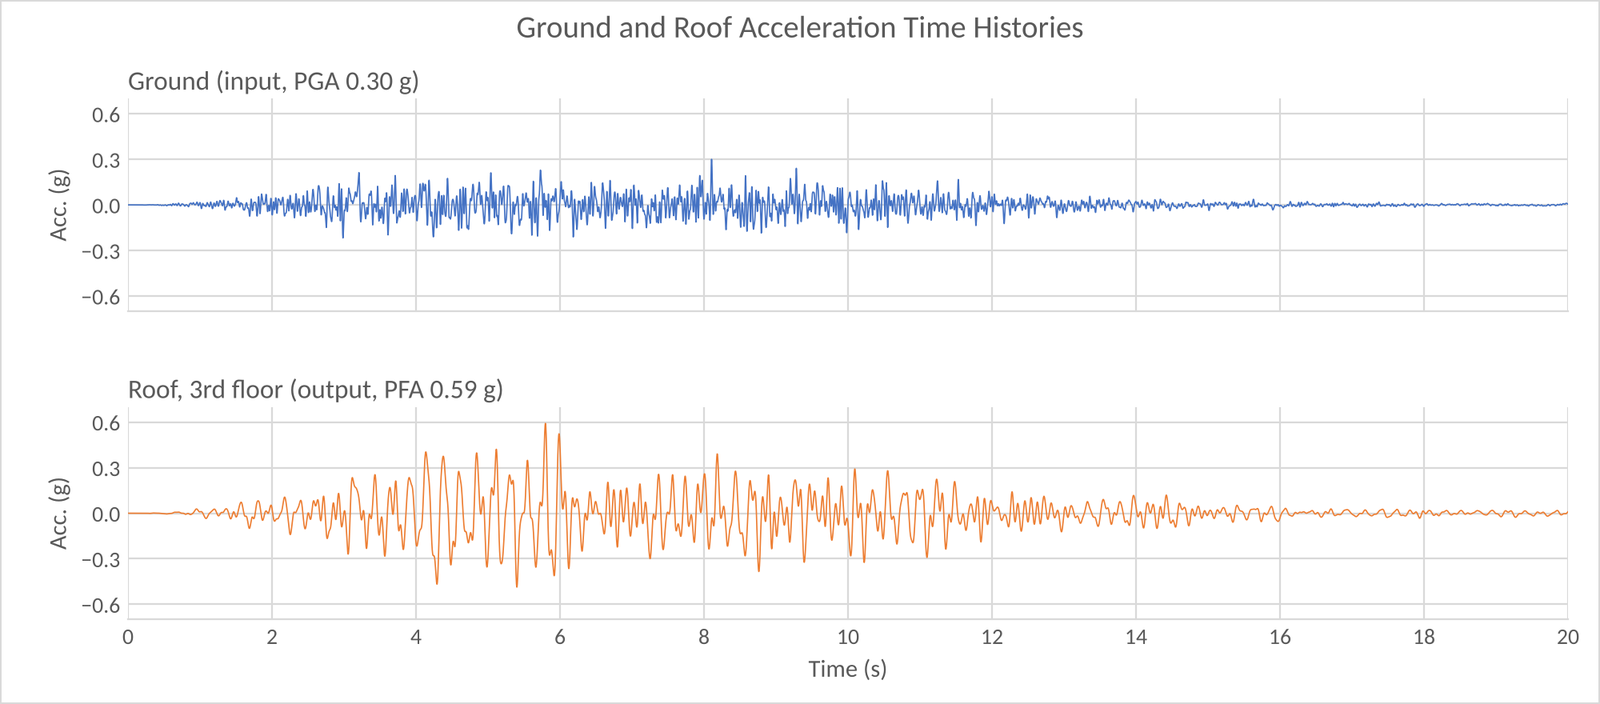 Ground and Roof Acceleration Time Histories
Ground (input, PGA 0.30 g)
0.6
0.3
0.0
−0.3
−0.6
Acc. (g)
Roof, 3rd floor (output, PFA 0.59 g)
0.6
0.3
0.0
−0.3
−0.6
Acc. (g)
0 2 4 6 8 10 12 14 16 18 20
Time (s)